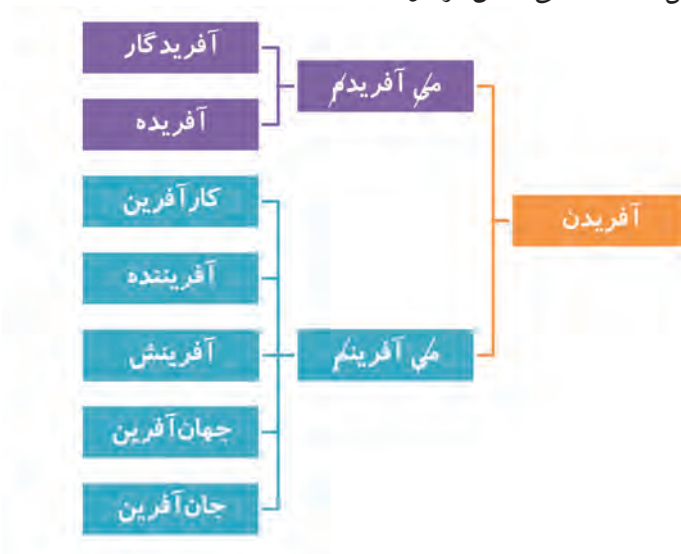 آفریدن
می آفریدم
آفریدگار
آفریده
می آفرینم
کارآفرین
آفریننده
آفرینش
جهان‌آفرین
جان‌آفرین